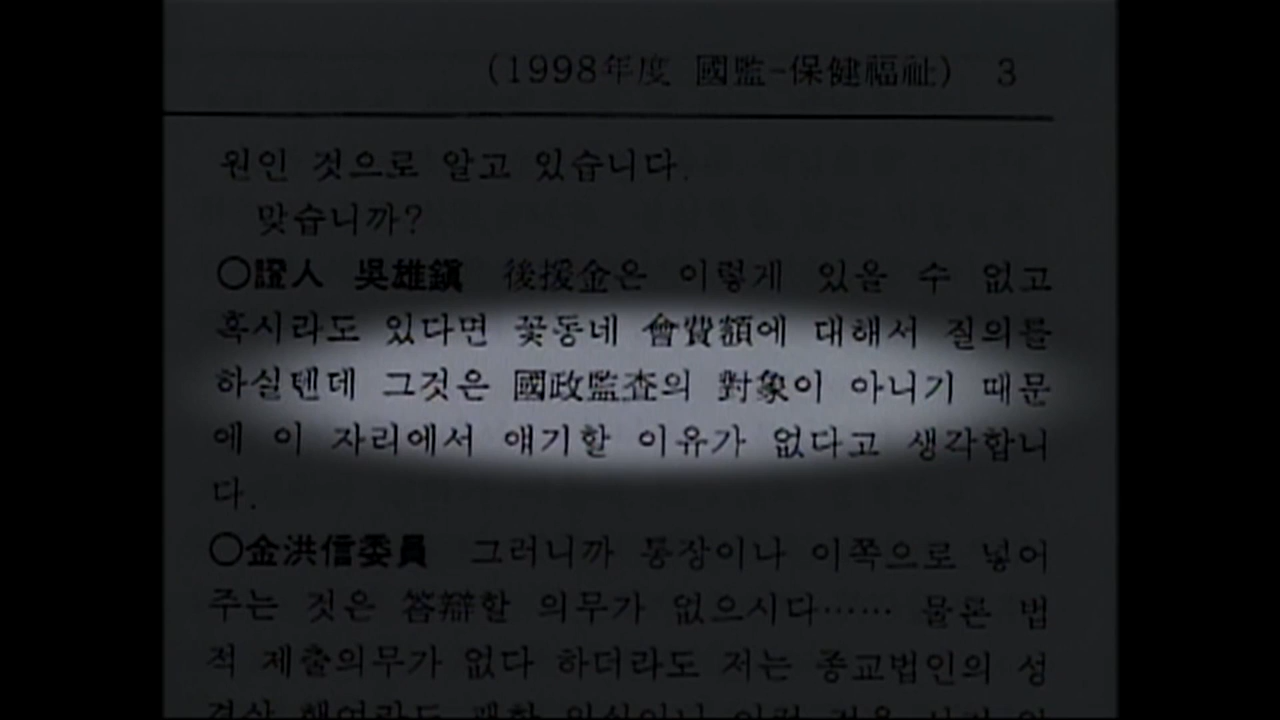 (1998年度 國監-保健福祉) 3
원인 것으로 알고 있습니다.
맞습니까?
○證人 吳雄鎭 後援金은 이렇게 있을 수 없고
혹시라도 있다면 꽃동네 會費額에 대해서 질의를
하실텐데 그것은 國政監査의 對象이 아니기 때문
에 이 자리에서 얘기할 이유가 없다고 생각합니
다.
○金洪信委員 그러니까 통장이나 이쪽으로 넣어
주는 것은 答辯할 의무가 없으시다…… 물론 법
적 제출의무가 없다 하더라도 저는 종교법인의 성